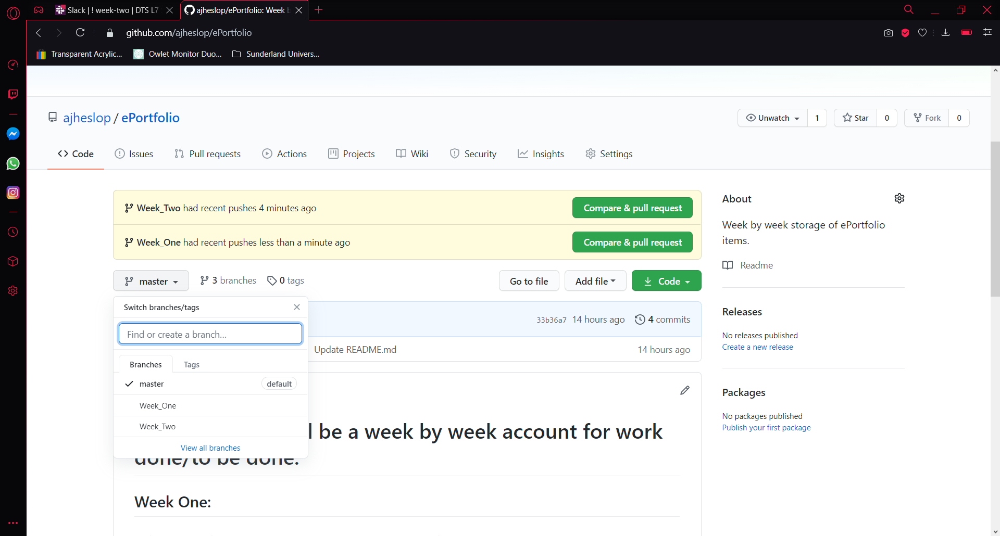 Slack | ! week-two | DTS L7
ajheslop/ePortfolio: Week b
github.com/ajheslop/ePortfolio
Transparent Acrylic...
Owlet Monitor Duo...
Sunderland Univers...
ajheslop / ePortfolio
Unwatch 1
Star 0
Fork 0
Code
Issues
Pull requests
Actions
Projects
Wiki
Security
Insights
Settings
Week_Two had recent pushes 4 minutes ago
Compare & pull request
Week_One had recent pushes less than a minute ago
Compare & pull request
master
3 branches
0 tags
Go to file
Add file
Code
Switch branches/tags
Find or create a branch...
Branches
Tags
master
default
Week_One
Week_Two
View all branches
33b36a7 14 hours ago
4 commits
Update README.md
14 hours ago
l be a week by week account for work
done/to be done.
Week One:
About
Week by week storage of ePortfolio
items.
Readme
Releases
No releases published
Create a new release
Packages
No packages published
Publish your first package